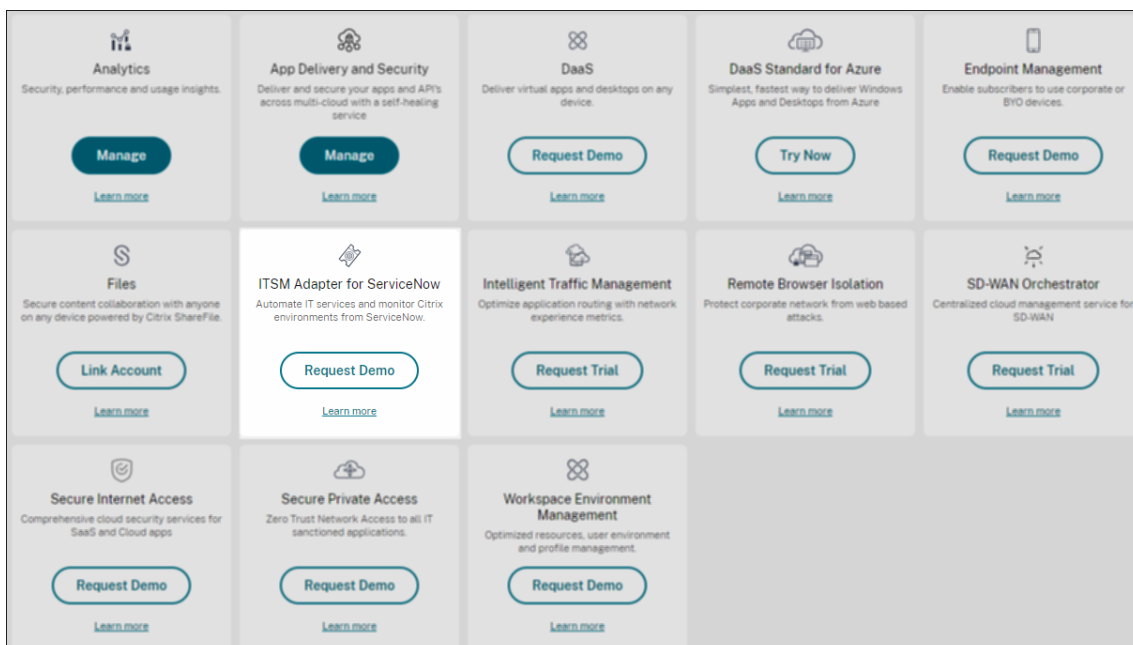 Analytics
Security, performance and usage insights.
Manage
Learn more
App Delivery and Security
Deliver and secure your apps and API's
across multi-cloud with a self-healing
service
Manage
Learn more
DaaS
Deliver virtual apps and desktops on any
device.
Request Demo
Learn more
DaaS Standard for Azure
Simplest, fastest way to deliver Windows
Apps and Desktops from Azure
Try Now
Learn more
Endpoint Management
Enable subscribers to use corporate or
BYO devices.
Request Demo
Learn more
Files
Secure content collaboration with anyone
on any device powered by Citrix ShareFile.
Link Account
Learn more
ITSM Adapter for ServiceNow
Automate IT services and monitor Citrix
environments from ServiceNow.
Request Demo
Learn more
Intelligent Traffic Management
Optimize application routing with network
experience metrics.
Request Trial
Learn more
Remote Browser Isolation
Protect corporate network from web based
attacks.
Request Trial
Learn more
SD-WAN Orchestrator
Centralized cloud management service for
SD-WAN
Request Trial
Learn more
Secure Internet Access
Comprehensive cloud security services for
SaaS and Cloud apps
Request Demo
Learn more
Secure Private Access
Zero Trust Network Access to all IT
sanctioned applications.
Request Demo
Learn more
Workspace Environment
Management
Optimized resources, user environment
and profile management.
Request Demo
Learn more